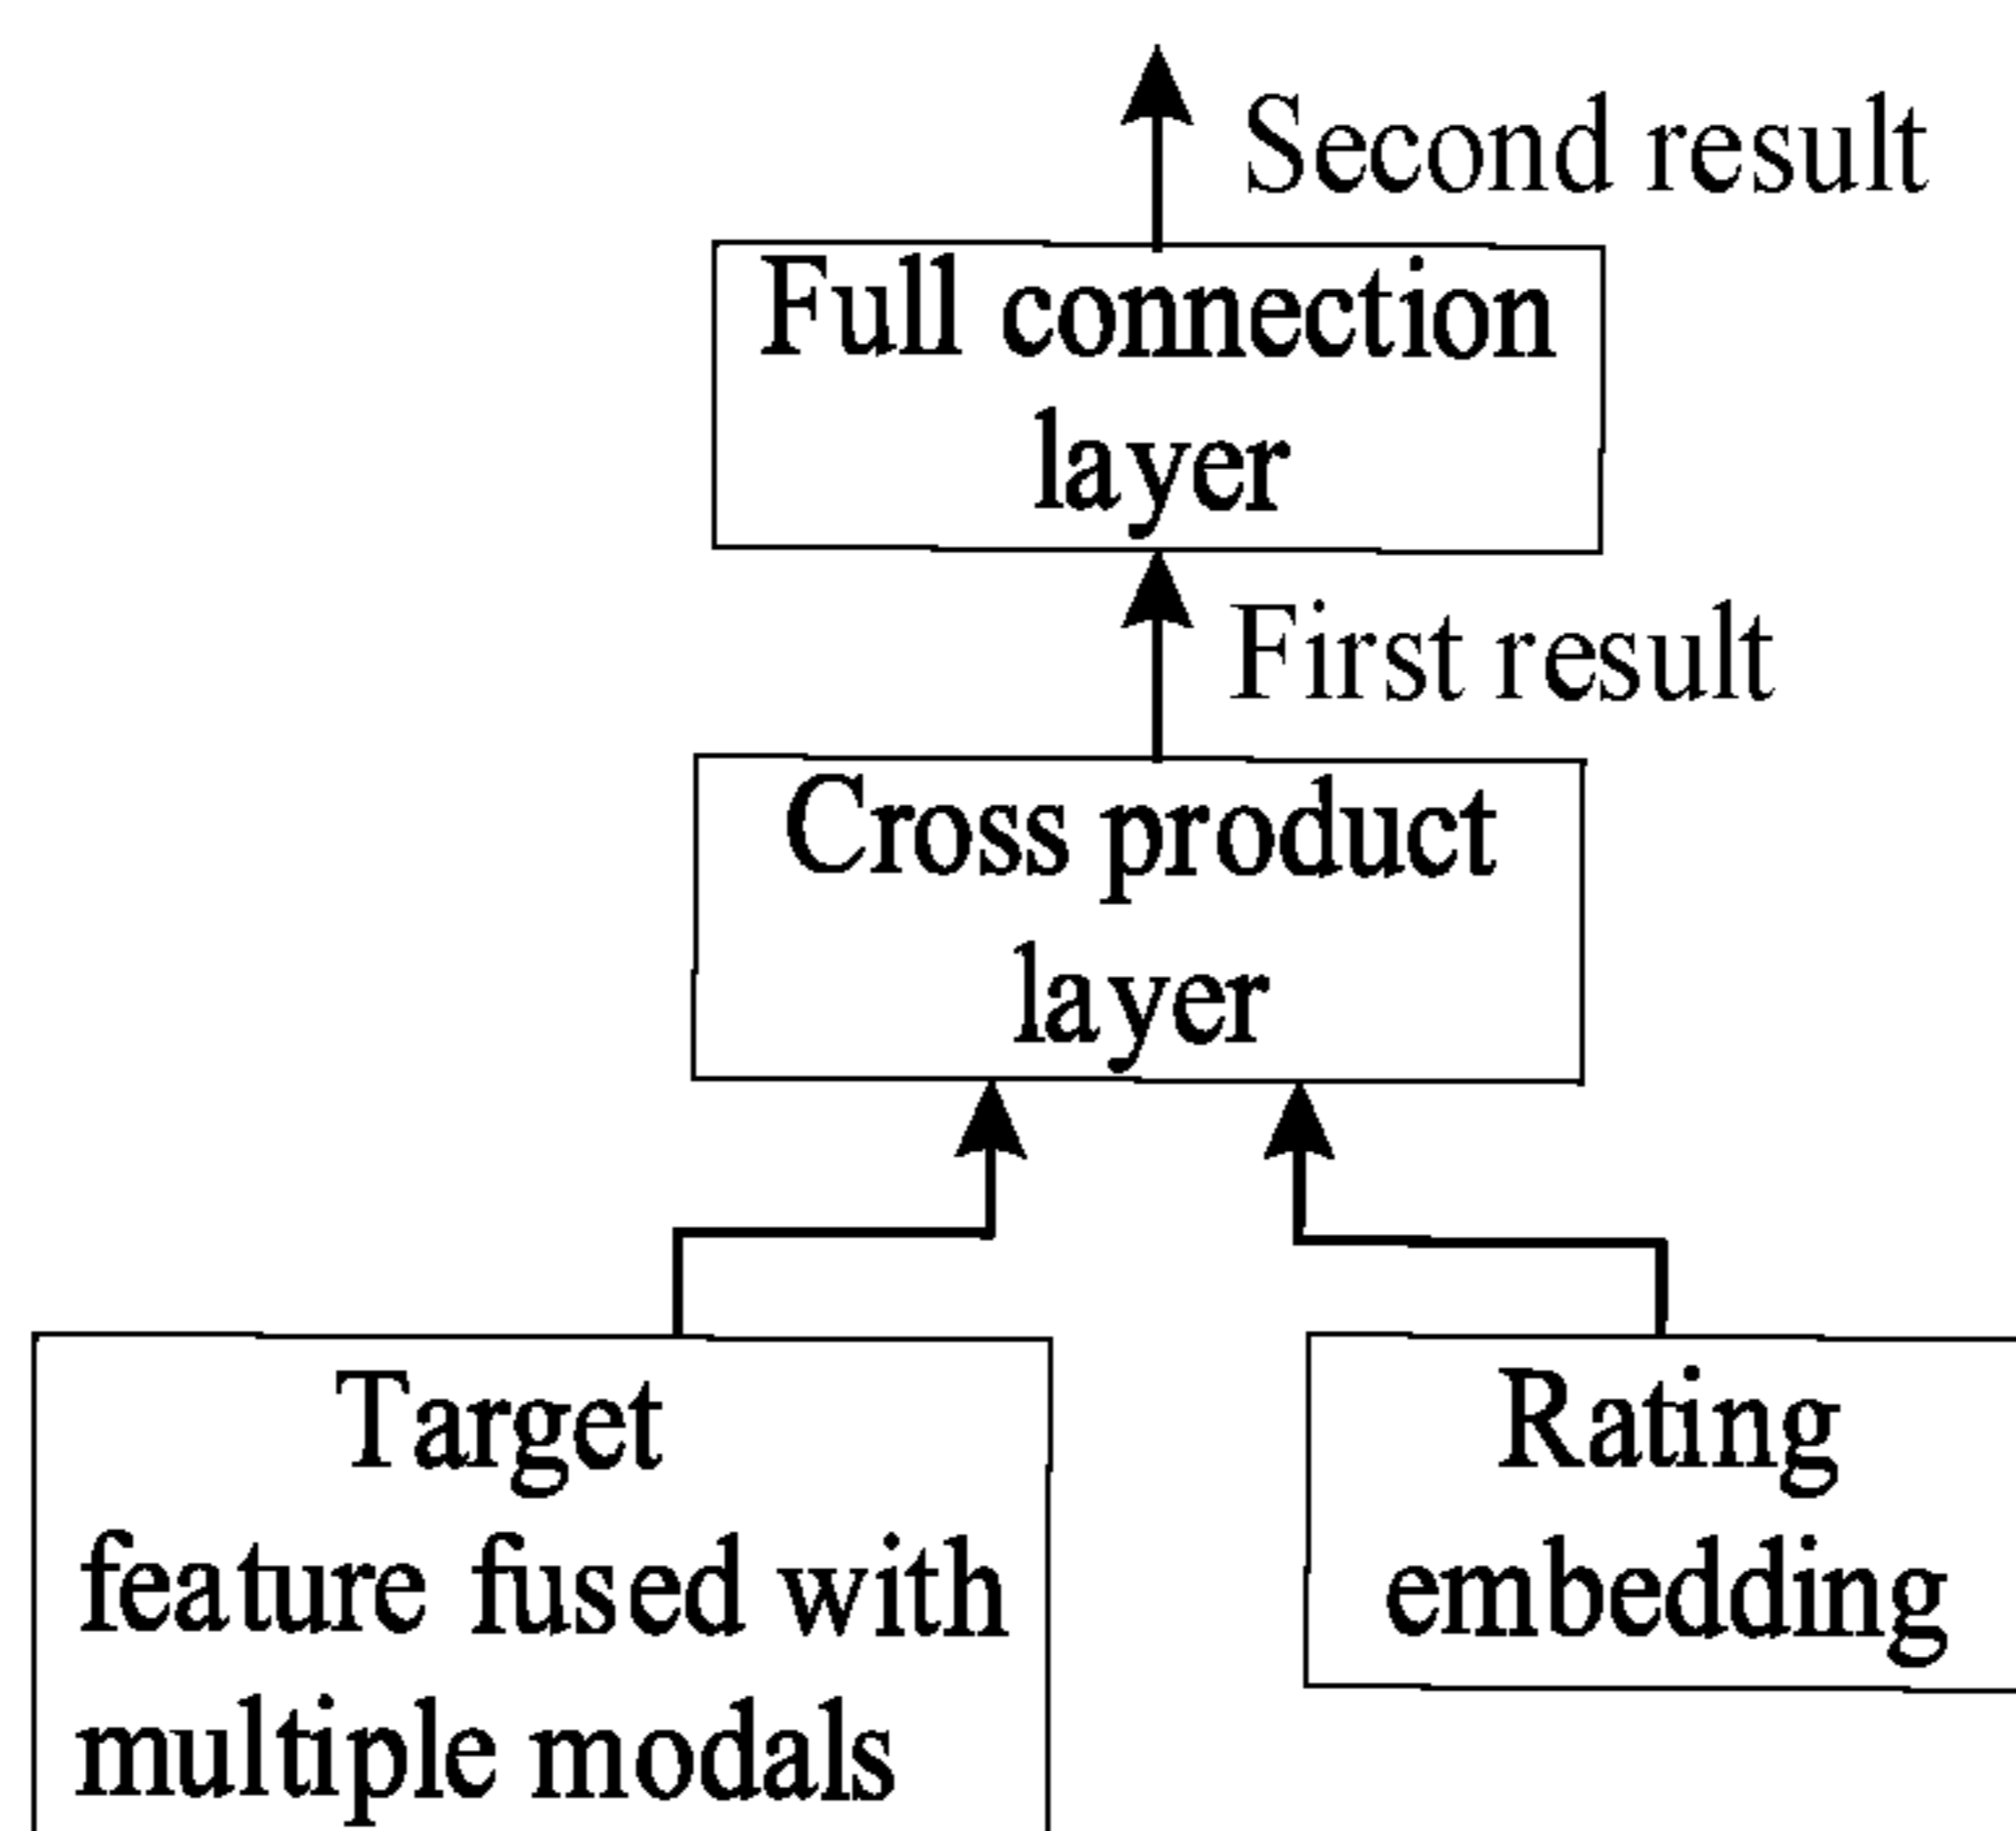 Second result
Full connection
layer
First result
Cross product
layer
Target
feature fused with
multiple modals
Rating
embedding